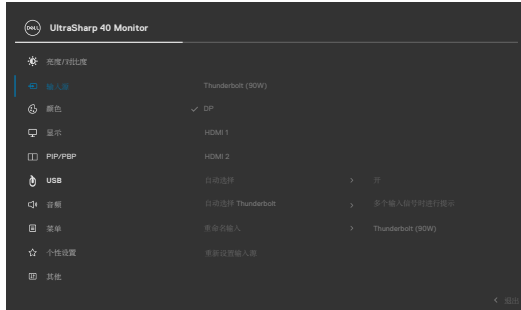 DELL UltraSharp 40 Monitor
亮度/对比度
输入源 Thunderbolt (90W)
颜色 ✓ DP
显示 HDMI 1
PIP/PBP HDMI 2
USB 自动选择 > 开
音频 自动选择 Thunderbolt > 多个输入信号时进行提示
菜单 重命名输入 > Thunderbolt (90W)
个性设置 重新设置输入源
其他
< 退出